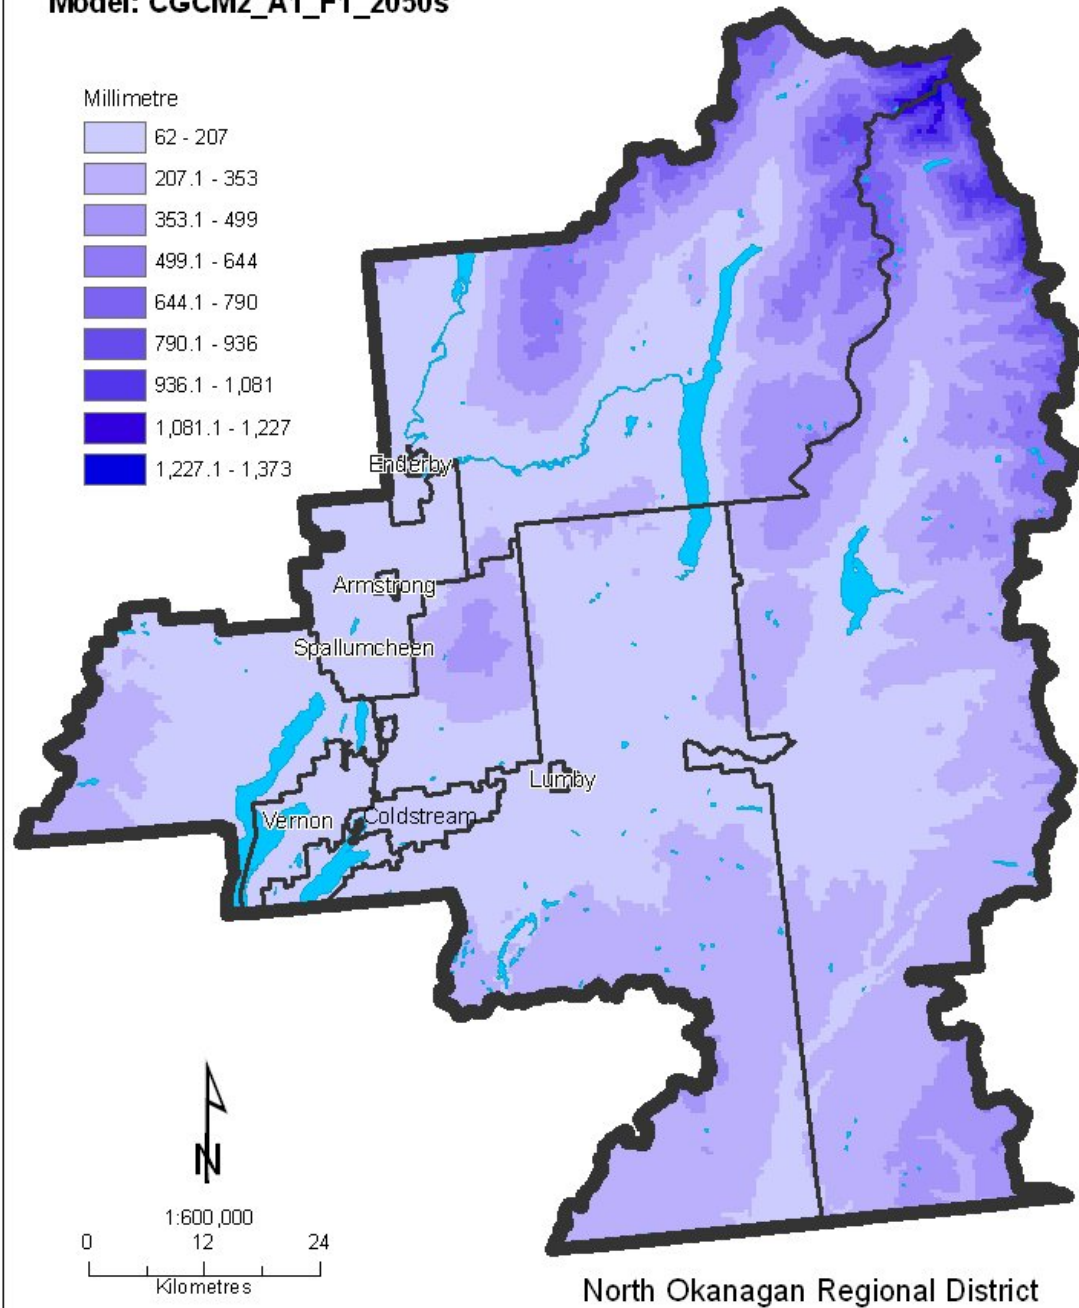 Model: CGCM2_A1_F1_2050s
Millimetre
62 - 207
207.1 - 353
353.1 - 499
499.1 - 644
644.1 - 790
790.1 - 936
936.1 - 1,081
1,081.1 - 1,227
1,227.1 - 1,373
Enderby
Armstrong
Spallumcheen
Lumby
Vernon
Coldstream
N
1:600,000
0 12 24
Kilometres
North Okanagan Regional District